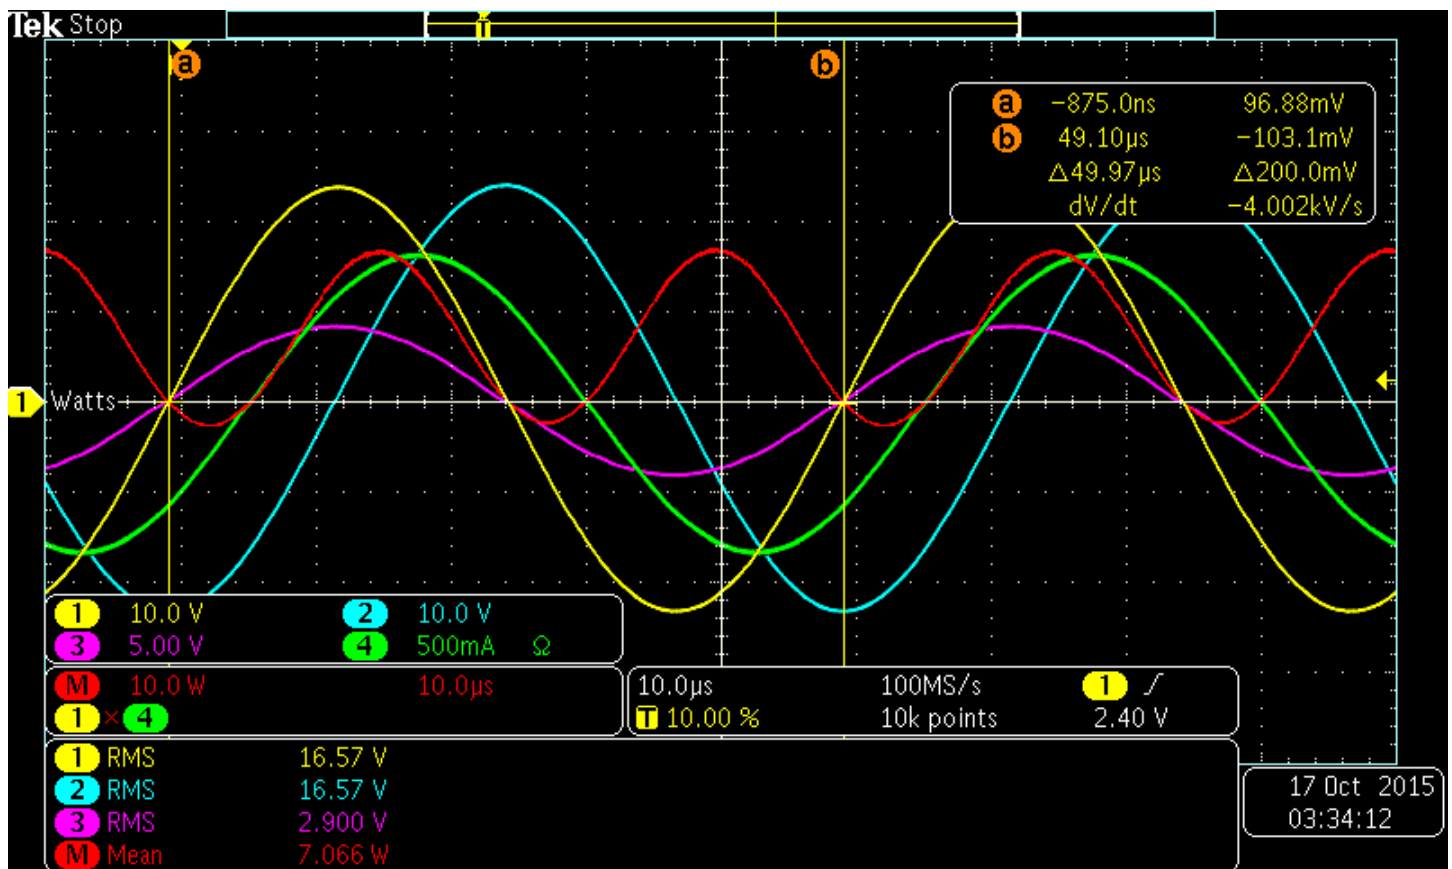 Tek Stop
T
a b
a -875.0ns 96.88mV
b 49.10µs -103.1mV
△49.97µs △200.0mV
dV/dt -4.002kV/s
1 Watts
1 10.0 V 2 10.0 V
3 5.00 V 4 500mA Ω
M 10.0 W 10.0µs
1 × 4
10.0µs 100MS/s 1
T 10.00 % 10k points 2.40 V
1 RMS 16.57 V
2 RMS 16.57 V
3 RMS 2.900 V
M Mean 7.066 W
17 Oct 2015
03:34:12